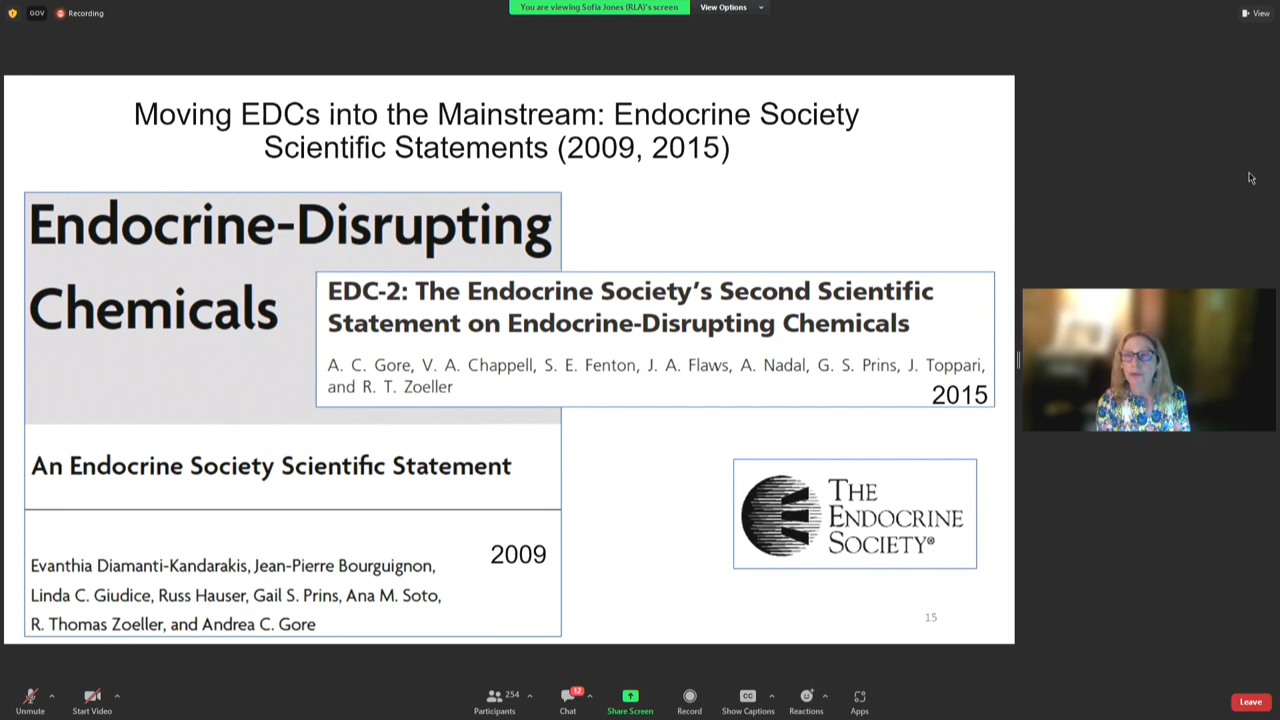 GOV
Recording
You are viewing Sofia Jones (RLA)'s screen
View Options
View
Moving EDCs into the Mainstream: Endocrine Society
Scientific Statements (2009, 2015)
Endocrine-Disrupting
Chemicals
EDC-2: The Endocrine Society's Second Scientific
Statement on Endocrine-Disrupting Chemicals
A. C. Gore, V. A. Chappell, S. E. Fenton, J. A. Flaws, A. Nadal, G. S. Prins, J. Toppari,
and R. T. Zoeller
2015
An Endocrine Society Scientific Statement
2009
Evanthia Diamanti-Kandarakis, Jean-Pierre Bourguignon,
Linda C. Giudice, Russ Hauser, Gail S. Prins, Ana M. Soto,
R. Thomas Zoeller, and Andrea C. Gore
THE
ENDOCRINE
SOCIETY®
15
Unmute
Start Video
254
Participants
12
Chat
Share Screen
Record
CC
Show Captions
Reactions
Apps
Leave